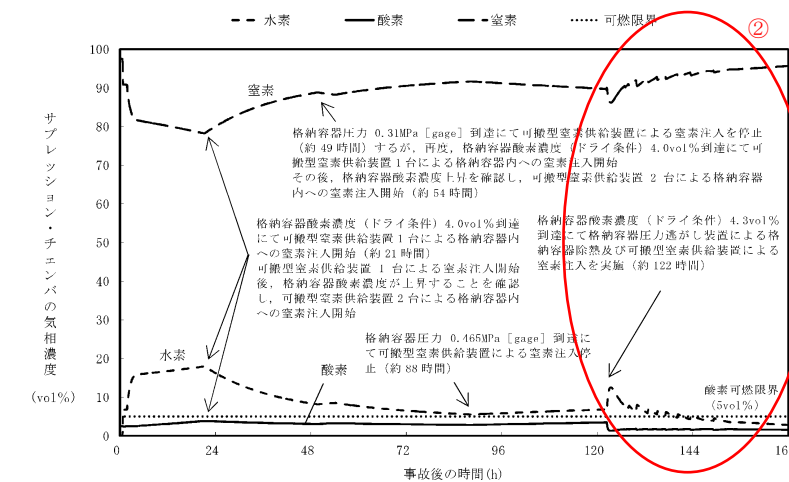 水素 酸素 窒素 可燃限界
②
サプレッション・チェンバの気相濃度
(vol%)
100
90
80
70
60
50
40
30
20
10
0
窒素
格納容器圧力 0.31MPa [gage] 到達にて可搬型窒素供給装置による窒素注入を停止
(約 49 時間) するが, 再度, 格納容器酸素濃度 (ドライ条件) 4.0vol%到達にて可
搬型窒素供給装置 1 台による格納容器内への窒素注入開始
その後, 格納容器酸素濃度上昇を確認し, 可搬型窒素供給装置 2 台による格納容器
内への窒素注入開始 (約 54 時間)
格納容器酸素濃度 (ドライ条件) 4.0vol%到達
にて可搬型窒素供給装置 1 台による格納容器内
への窒素注入開始 (約 21 時間)
可搬型窒素供給装置 1 台による窒素注入開始
後, 格納容器酸素濃度が上昇することを確認
し, 可搬型窒素供給装置 2 台による格納容器内
への窒素注入開始
格納容器酸素濃度 (ドライ条件) 4.3vol%
到達にて格納容器圧力逃がし装置による格
納容器除熱及び可搬型窒素供給装置による
窒素注入を実施 (約 122 時間)
格納容器圧力 0.465MPa [gage] 到達に
て可搬型窒素供給装置による窒素注入停
止 (約 88 時間)
水素
酸素
酸素可燃限界
(5vol%)
0 24 48 72 96 120 144 16
事故後の時間(h)